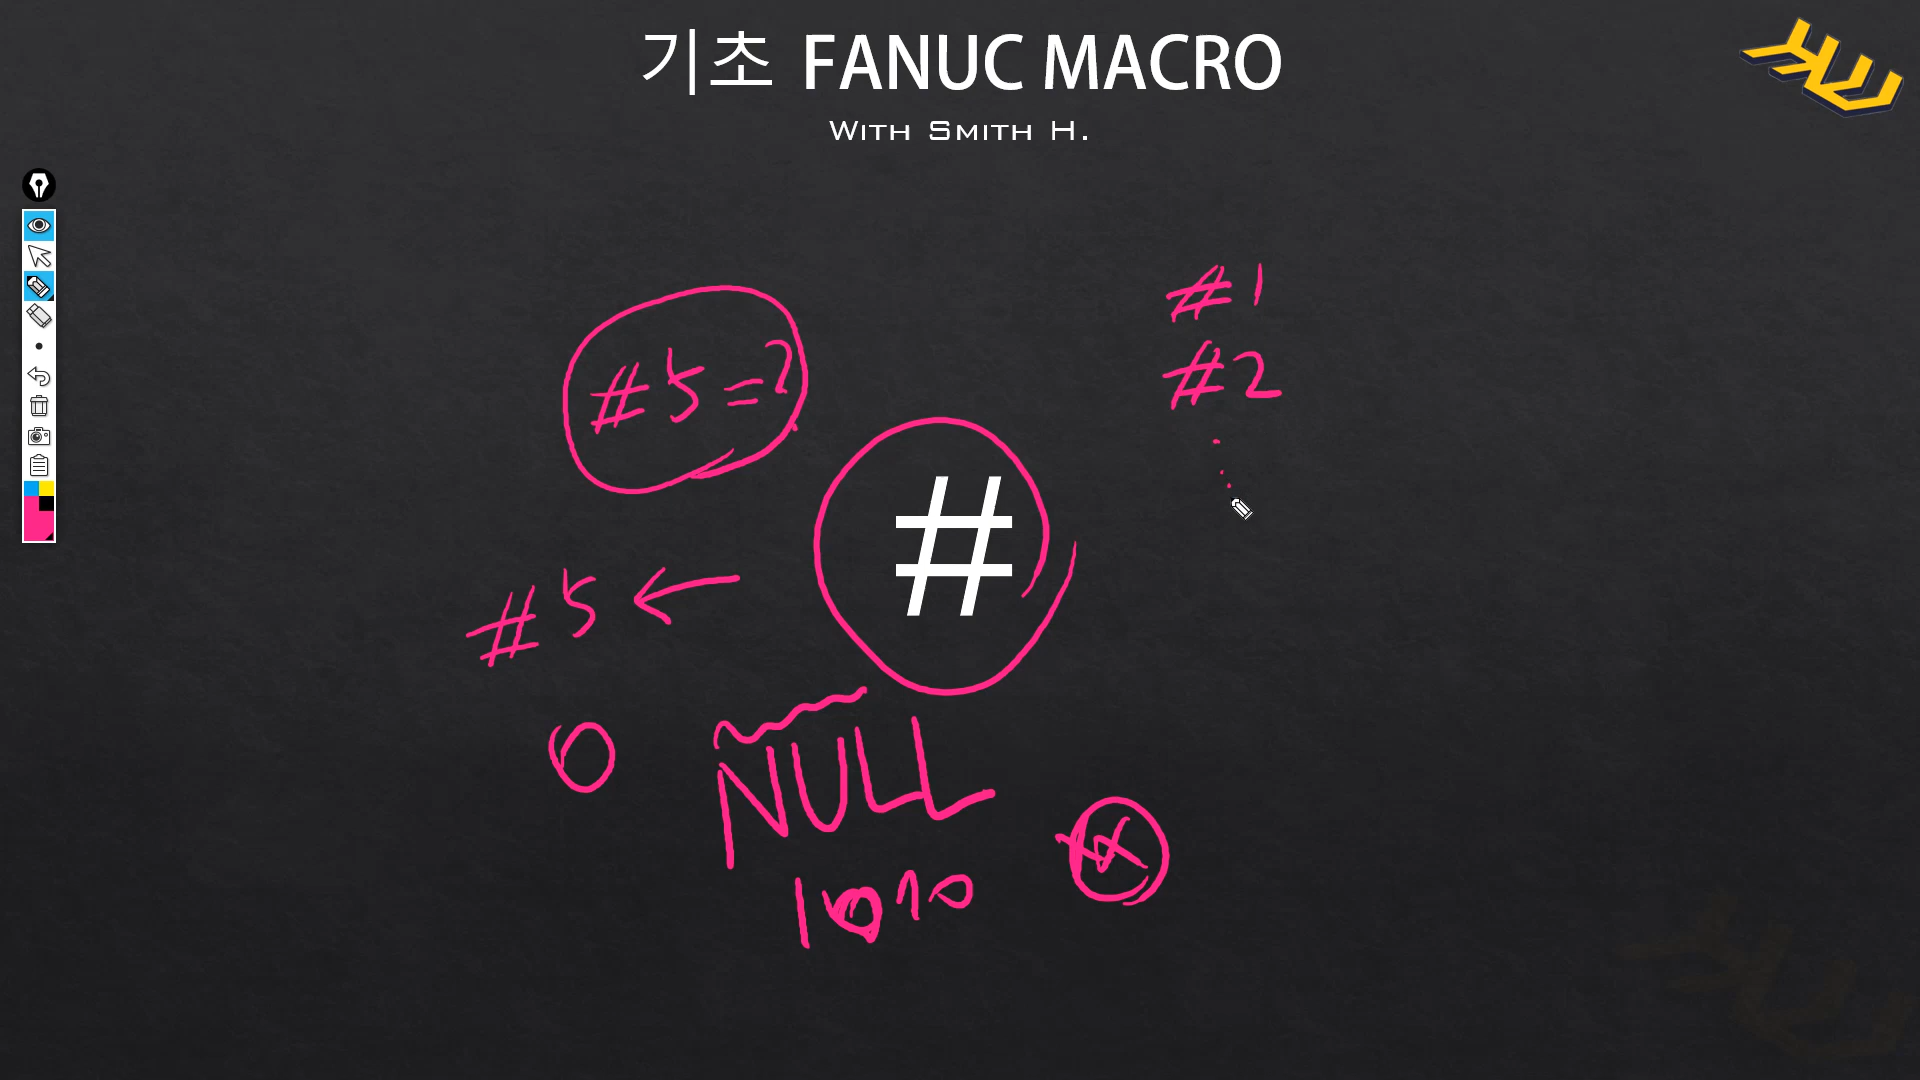 기초 FANUC MACRO
WITH SMITH H.
#1
#5=?
#2
#
#5 ←
0
NULL
1010